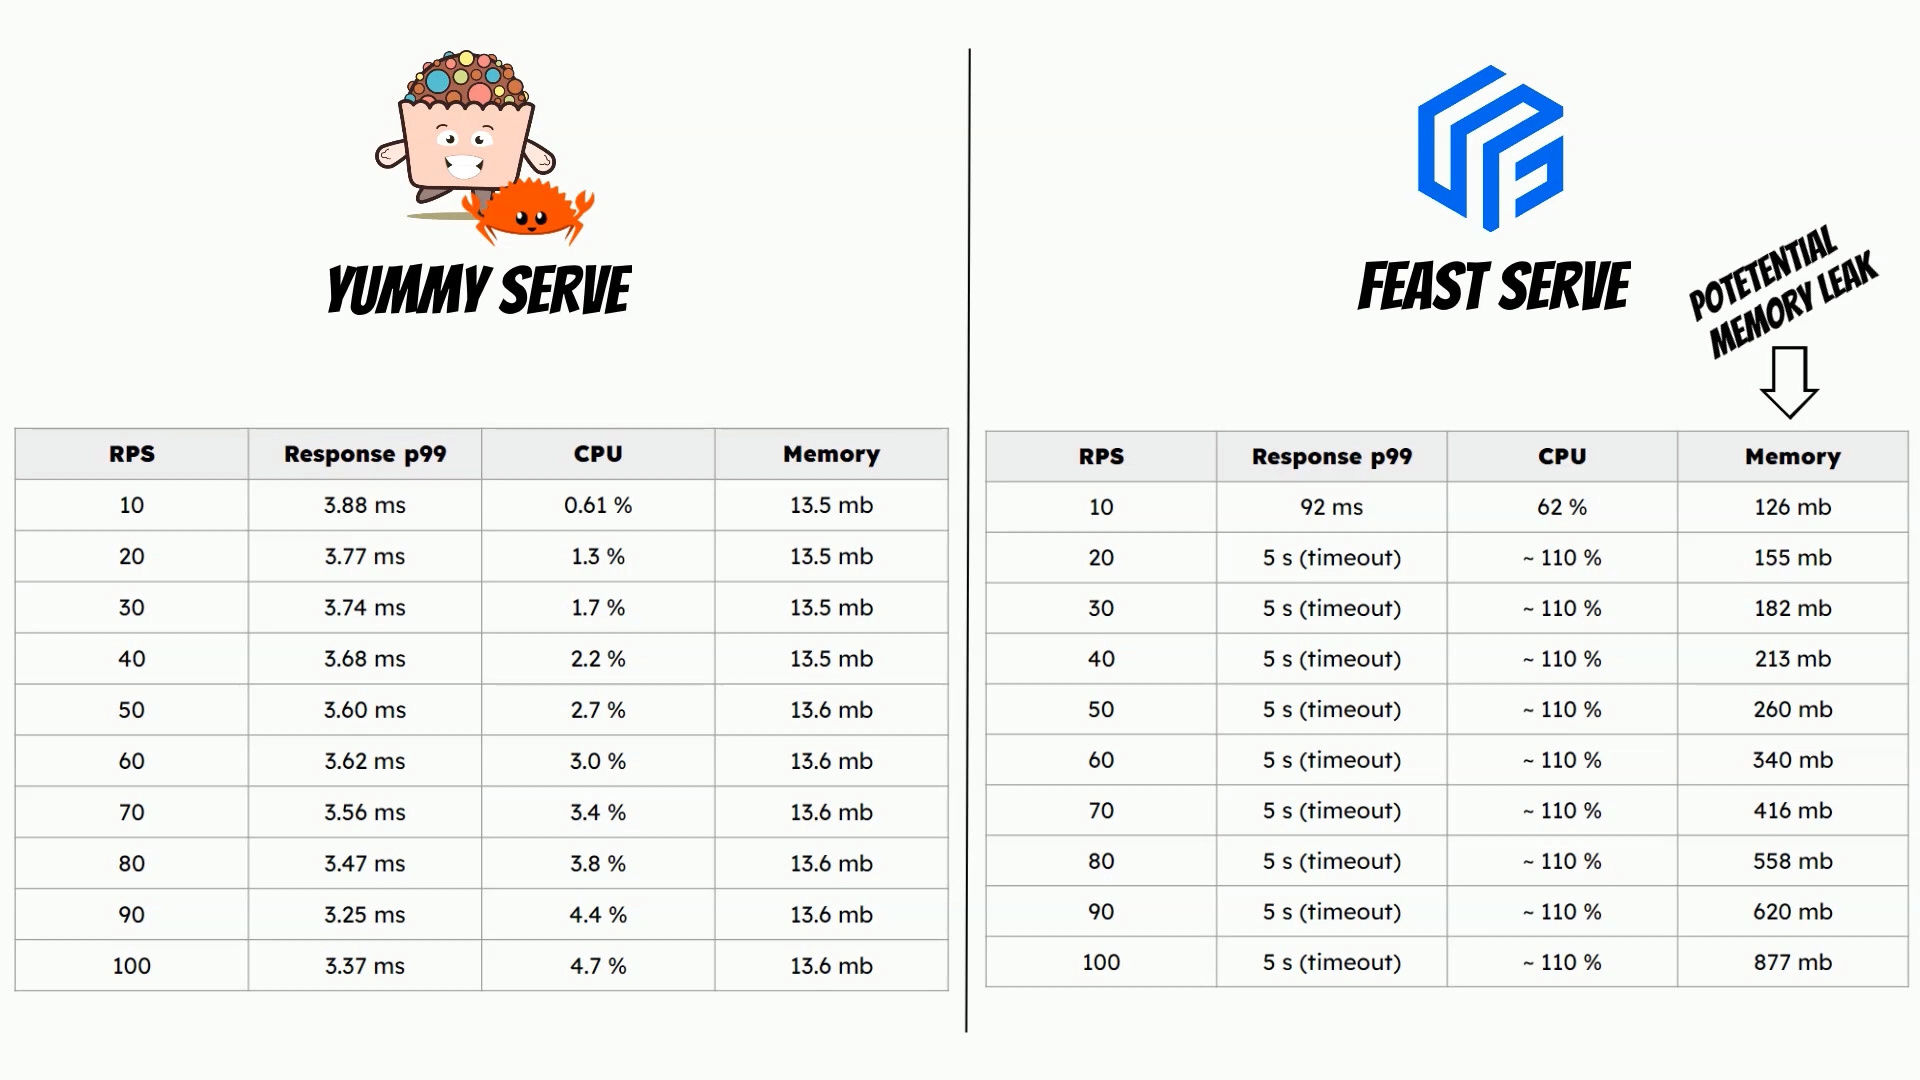 YUMMY SERVE
RPS Response p99 CPU Memory
10 3.88 ms 0.61 % 13.5 mb
20 3.77 ms 1.3 % 13.5 mb
30 3.74 ms 1.7 % 13.5 mb
40 3.68 ms 2.2 % 13.5 mb
50 3.60 ms 2.7 % 13.6 mb
60 3.62 ms 3.0 % 13.6 mb
70 3.56 ms 3.4 % 13.6 mb
80 3.47 ms 3.8 % 13.6 mb
90 3.25 ms 4.4 % 13.6 mb
100 3.37 ms 4.7 % 13.6 mb
FEAST SERVE
POTETENTIAL
MEMORY LEAK
RPS Response p99 CPU Memory
10 92 ms 62 % 126 mb
20 5 s (timeout) ~ 110 % 155 mb
30 5 s (timeout) ~ 110 % 182 mb
40 5 s (timeout) ~ 110 % 213 mb
50 5 s (timeout) ~ 110 % 260 mb
60 5 s (timeout) ~ 110 % 340 mb
70 5 s (timeout) ~ 110 % 416 mb
80 5 s (timeout) ~ 110 % 558 mb
90 5 s (timeout) ~ 110 % 620 mb
100 5 s (timeout) ~ 110 % 877 mb